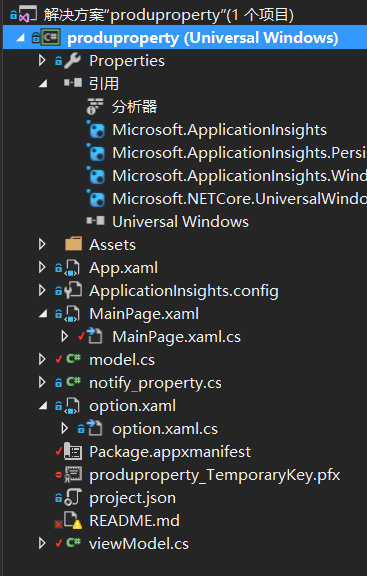 解决方案"produproperty"(1 个项目)
produproperty (Universal Windows)
Properties
引用
分析器
Microsoft.ApplicationInsights
Microsoft.ApplicationInsights.Persi
Microsoft.ApplicationInsights.Wind
Microsoft.NETCore.UniversalWindo
Universal Windows
Assets
App.xaml
ApplicationInsights.config
MainPage.xaml
MainPage.xaml.cs
model.cs
notify_property.cs
option.xaml
option.xaml.cs
Package.appxmanifest
produproperty_TemporaryKey.pfx
project.json
README.md
viewModel.cs